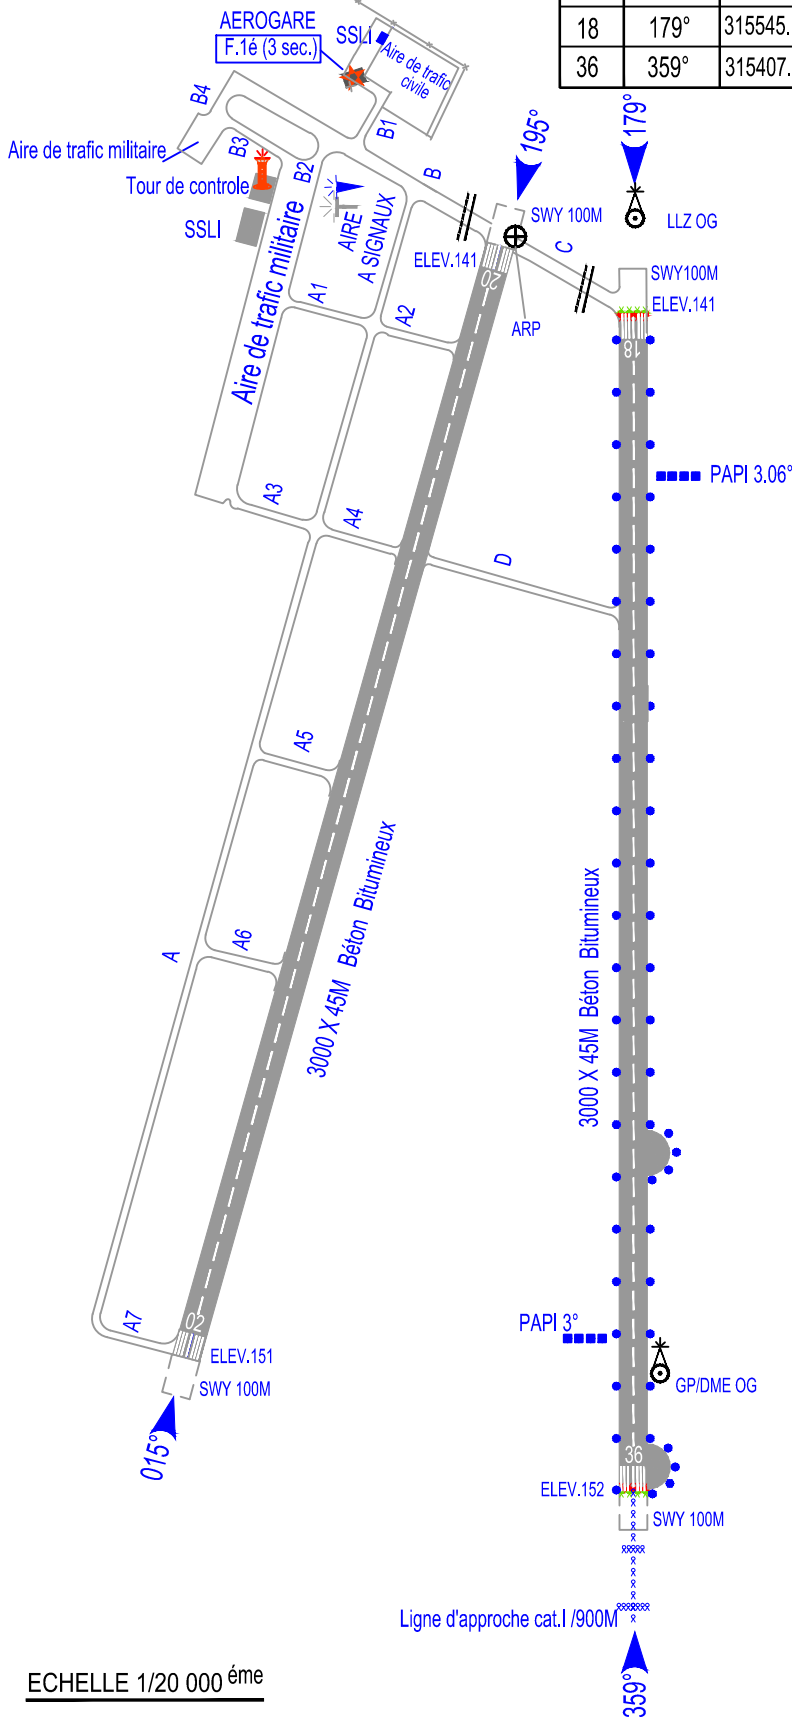 18 179° 315545.
36 359° 315407.
AEROGARE
F.1é (3 sec.)
SSLI
Aire de trafic
civile
B4
B3
B2
B1
B
Aire de trafic militaire
Tour de controle
SSLI
AIRE
A SIGNAUX
Aire de trafic militaire
195°
179°
SWY 100M
LLZ OG
C
ELEV.141
20
ARP
SWY100M
ELEV.141
18
A1
A2
PAPI 3.06°
A3
A4
D
A5
A6
A
3000 X 45M Béton Bitumineux
3000 X 45M Béton Bitumineux
A7
02
ELEV.151
SWY 100M
015°
PAPI 3°
GP/DME OG
36
ELEV.152
SWY 100M
Ligne d'approche cat.I /900M
359°
ECHELLE 1/20 000 éme